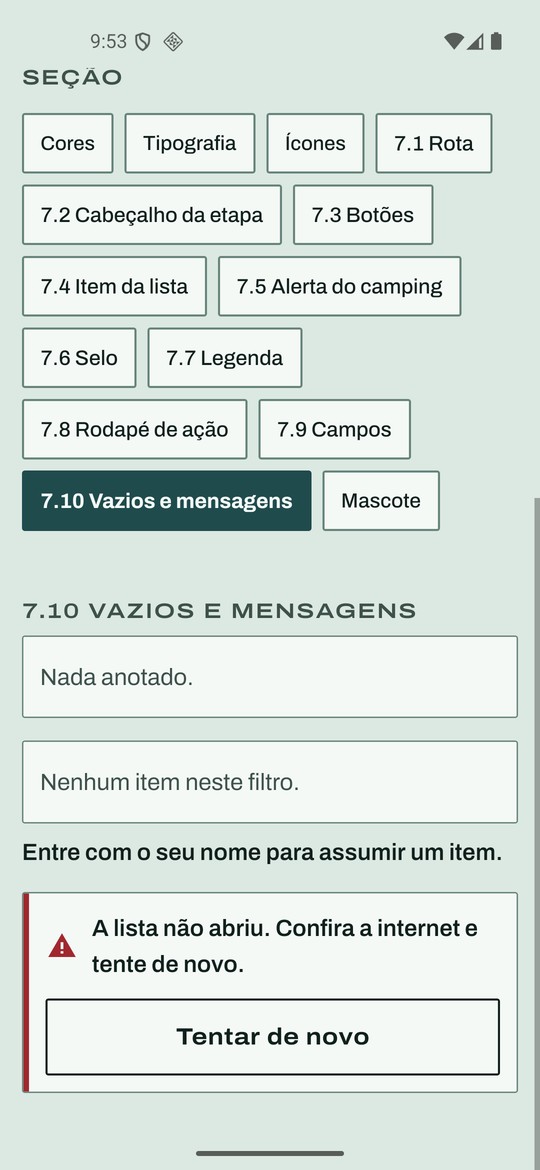 9:53
SEÇÃO
Cores
Tipografia
Ícones
7.1 Rota
7.2 Cabeçalho da etapa
7.3 Botões
7.4 Item da lista
7.5 Alerta do camping
7.6 Selo
7.7 Legenda
7.8 Rodapé de ação
7.9 Campos
7.10 Vazios e mensagens
Mascote
7.10 VAZIOS E MENSAGENS
Nada anotado.
Nenhum item neste filtro.
Entre com o seu nome para assumir um item.
A lista não abriu. Confira a internet e
tente de novo.
Tentar de novo